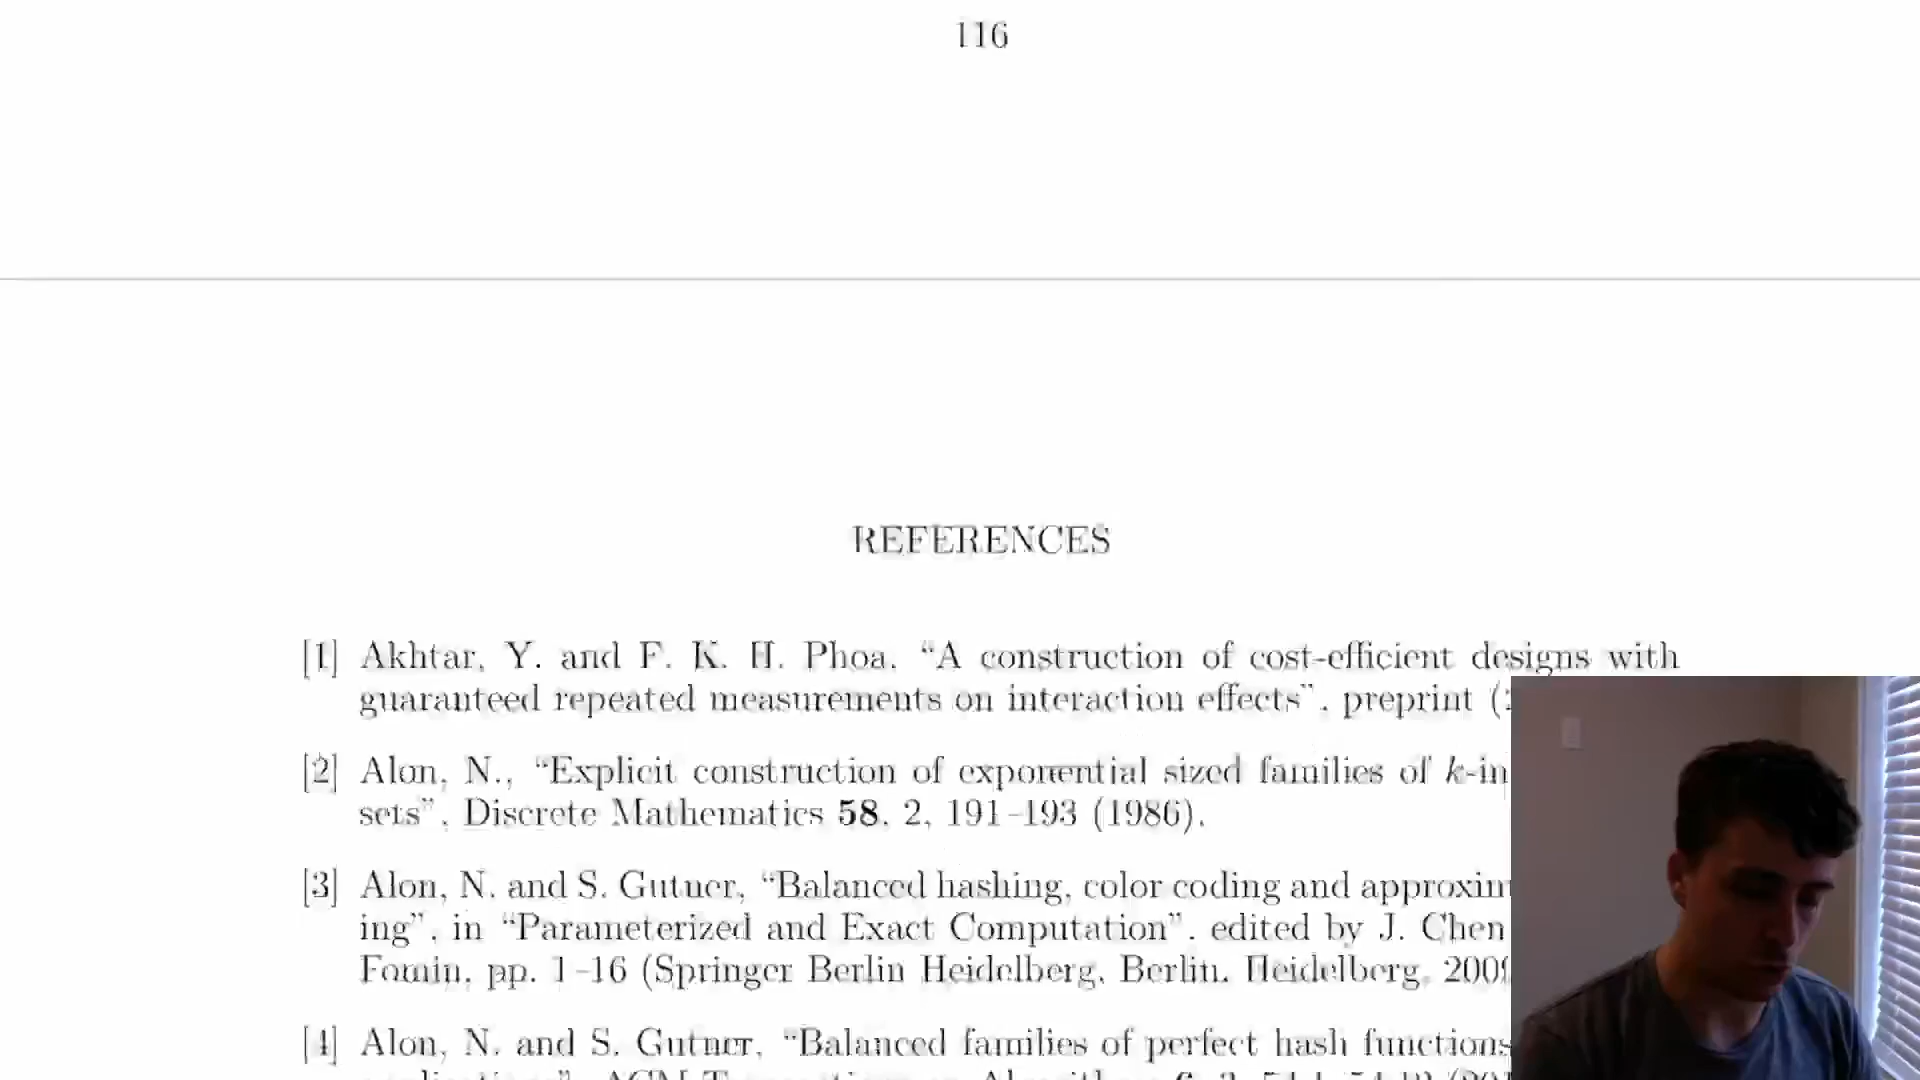 116
REFERENCES
[1] Akhtar, Y. and F. K. H. Phoa, “A construction of cost-efficient designs with
guaranteed repeated measurements on interaction effects”, preprint (
[2] Alon, N., “Explicit construction of exponential sized families of k-in
sets”, Discrete Mathematics 58, 2, 191–193 (1986).
[3] Alon, N. and S. Gutner, “Balanced hashing, color coding and approxim
ing”, in “Parameterized and Exact Computation”, edited by J. Chen
Fomin, pp. 1–16 (Springer Berlin Heidelberg, Berlin, Heidelberg, 200
[4] Alon, N. and S. Gutner, “Balanced families of perfect hash functions